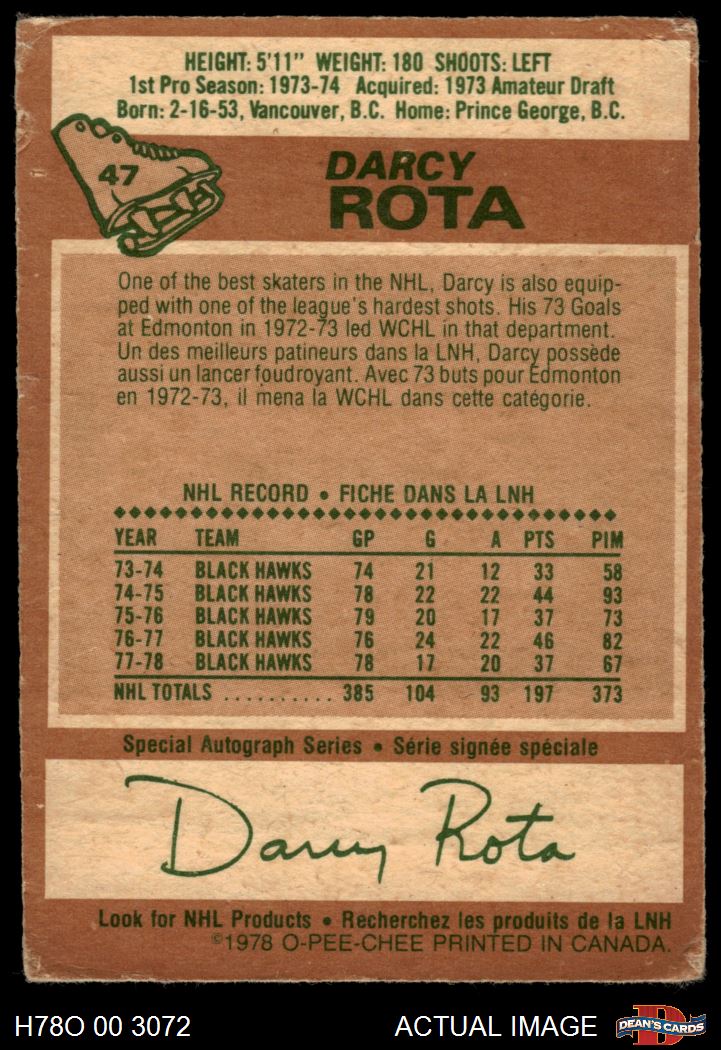 HEIGHT: 5'11" WEIGHT: 180 SHOOTS: LEFT
1st Pro Season: 1973-74 Acquired: 1973 Amateur Draft
Born: 2-16-53, Vancouver, B.C. Home: Prince George, B.C.
47
DARCY
ROTA
One of the best skaters in the NHL, Darcy is also equip-
ped with one of the league's hardest shots. His 73 Goals
at Edmonton in 1972-73 led WCHL in that department.
Un des meilleurs patineurs dans la LNH, Darcy possède
aussi un lancer foudroyant. Avec 73 buts pour Edmonton
en 1972-73, il mena la WCHL dans cette catégorie.
NHL RECORD • FICHE DANS LA LNH
YEAR TEAM GP G A PTS PIM
73-74 BLACK HAWKS 74 21 12 33 58
74-75 BLACK HAWKS 78 22 22 44 93
75-76 BLACK HAWKS 79 20 17 37 73
76-77 BLACK HAWKS 76 24 22 46 82
77-78 BLACK HAWKS 78 17 20 37 67
NHL TOTALS .......... 385 104 93 197 373
Special Autograph Series • Série signée spéciale
Darcy Rota
Look for NHL Products • Recherchez les produits de la LNH
©1978 O-PEE-CHEE PRINTED IN CANADA.
H78O 00 3072 ACTUAL IMAGE D DEAN'S CARDS